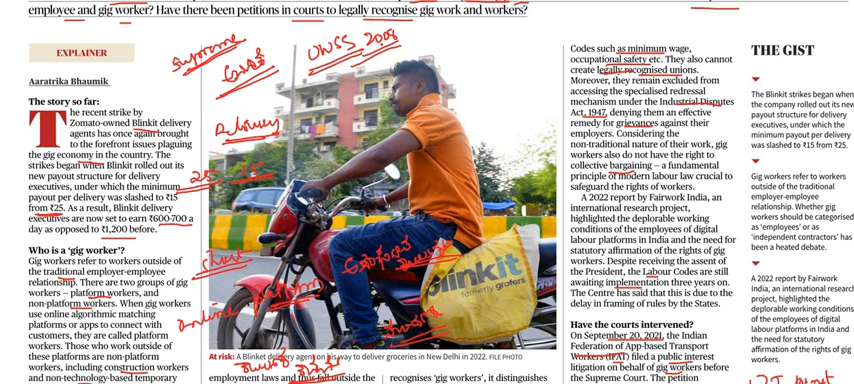 employee and gig worker? Have there been petitions in courts to legally recognise gig work and workers?
EXPLAINER
Aaratrika Bhaumik
The story so far:
The recent strike by
Zomato-owned Blinkit delivery
agents has once again brought
to the forefront issues plaguing
the gig economy in the country. The
strikes began when Blinkit rolled out its
new payout structure for delivery
executives, under which the minimum
payout per delivery was slashed to ₹15
from ₹25. As a result, Blinkit delivery
executives are now set to earn ₹600-700 a
day as opposed to ₹1,200 before.
Who is a ‘gig worker’?
Gig workers refer to workers outside of
the traditional employer-employee
relationship. There are two groups of gig
workers – platform workers, and
non-platform workers. When gig workers
use online algorithmic matching
platforms or apps to connect with
customers, they are called platform
workers. Those who work outside of
these platforms are non-platform
workers, including construction workers
and non-technology-based temporary
Supreme
UWSS 2008
Delivery
25 15
online platform
blinkit
formerly grofers
At risk: A Blinket delivery agent on his way to deliver groceries in New Delhi in 2022. FILE PHOTO
employment laws and thus fall outside the
recognises ‘gig workers’, it distinguishes
Codes such as minimum wage,
occupational safety etc. They also cannot
create legally recognised unions.
Moreover, they remain excluded from
accessing the specialised redressal
mechanism under the Industrial Disputes
Act, 1947, denying them an effective
remedy for grievances against their
employers. Considering the
non-traditional nature of their work, gig
workers also do not have the right to
collective bargaining – a fundamental
principle of modern labour law crucial to
safeguard the rights of workers.
A 2022 report by Fairwork India, an
international research project,
highlighted the deplorable working
conditions of the employees of digital
labour platforms in India and the need for
statutory affirmation of the rights of gig
workers. Despite receiving the assent of
the President, the Labour Codes are still
awaiting implementation three years on.
The Centre has said that this is due to the
delay in framing of rules by the States.
Have the courts intervened?
On September 20, 2021, the Indian
Federation of App-based Transport
Workers (IFAT) filed a public interest
litigation on behalf of gig workers before
the Supreme Court. The petition
THE GIST
The Blinkit strikes began when
the company rolled out its new
payout structure for delivery
executives, under which the
minimum payout per delivery
was slashed to ₹15 from ₹25.
Gig workers refer to workers
outside of the traditional
employer-employee
relationship. Whether gig
workers should be categorised
as ‘employees’ or as
‘independent contractors’ has
been a heated debate.
A 2022 report by Fairwork
India, an international research
project, highlighted the
deplorable working conditions
of the employees of digital
labour platforms in India and
the need for statutory
affirmation of the rights of gig
workers.